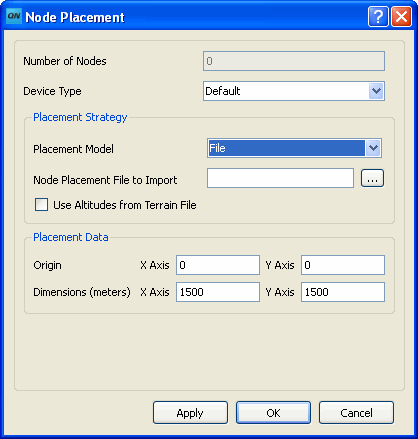 QN Node Placement
Number of Nodes 0
Device Type Default
Placement Strategy
Placement Model File
Node Placement File to Import ...
Use Altitudes from Terrain File
Placement Data
Origin X Axis 0 Y Axis 0
Dimensions (meters) X Axis 1500 Y Axis 1500
Apply OK Cancel